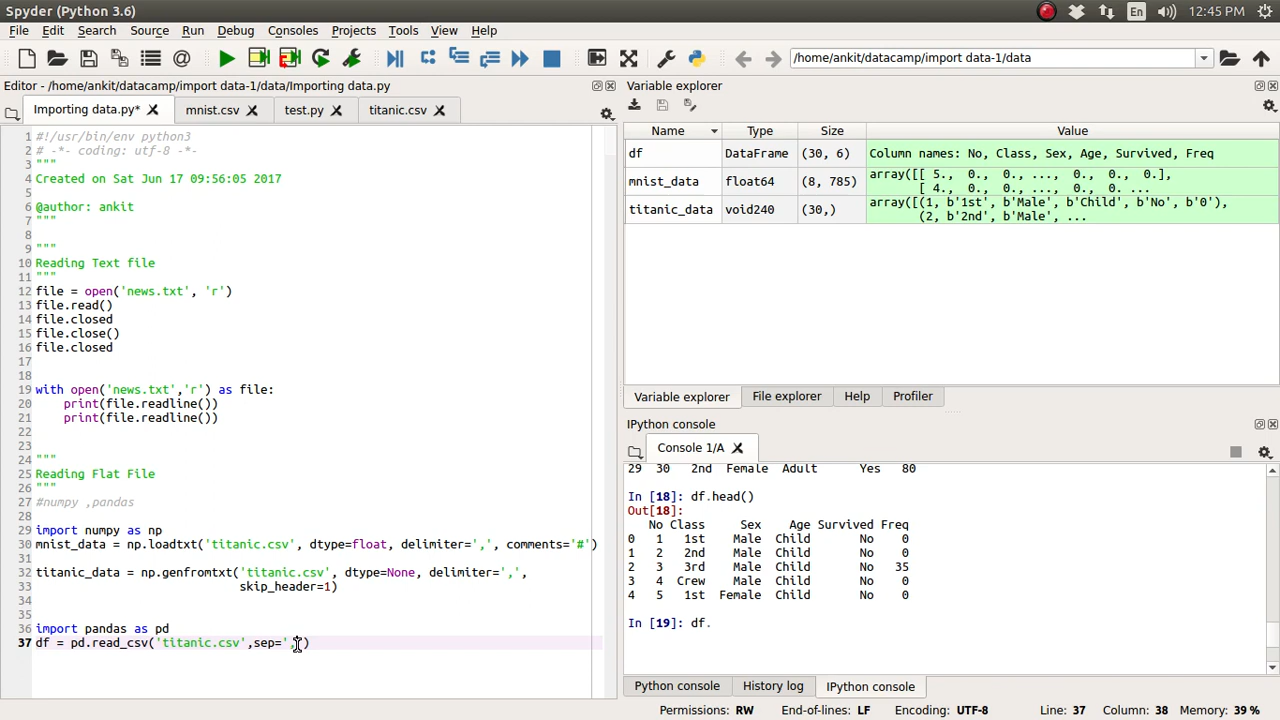 Spyder (Python 3.6)
En 12:45 PM
File Edit Search Source Run Debug Consoles Projects Tools View Help
/home/ankit/datacamp/import data-1/data
Editor - /home/ankit/datacamp/import data-1/data/Importing data.py
Importing data.py* mnist.csv test.py titanic.csv
1 #!/usr/bin/env python3
2 # -*- coding: utf-8 -*-
3 """
4 Created on Sat Jun 17 09:56:05 2017
5
6 @author: ankit
7 """
8
9 """
10 Reading Text file
11 """
12 file = open('news.txt', 'r')
13 file.read()
14 file.closed
15 file.close()
16 file.closed
17
18
19 with open('news.txt','r') as file:
20 print(file.readline())
21 print(file.readline())
22
23
24 """
25 Reading Flat File
26 """
27 #numpy ,pandas
28
29 import numpy as np
30 mnist_data = np.loadtxt('titanic.csv', dtype=float, delimiter=',', comments='#')
31
32 titanic_data = np.genfromtxt('titanic.csv', dtype=None, delimiter=',',
33 skip_header=1)
34
35
36 import pandas as pd
37 df = pd.read_csv('titanic.csv',sep=',')
Variable explorer
Name Type Size Value
df DataFrame (30, 6) Column names: No, Class, Sex, Age, Survived, Freq
mnist_data float64 (8, 785) array([[ 5., 0., 0., ..., 0., 0., 0.],
[ 4., 0., 0., ..., 0., 0. ...
titanic_data void240 (30,) array([(1, b'1st', b'Male', b'Child', b'No', b'0'),
(2, b'2nd', b'Male', ...
Variable explorer File explorer Help Profiler
IPython console
Console 1/A
29 30 2nd Female Adult Yes 80
In [18]: df.head()
Out[18]:
No Class Sex Age Survived Freq
0 1 1st Male Child No 0
1 2 2nd Male Child No 0
2 3 3rd Male Child No 35
3 4 Crew Male Child No 0
4 5 1st Female Child No 0
In [19]: df.
Python console History log IPython console
Permissions: RW End-of-lines: LF Encoding: UTF-8 Line: 37 Column: 38 Memory: 39 %